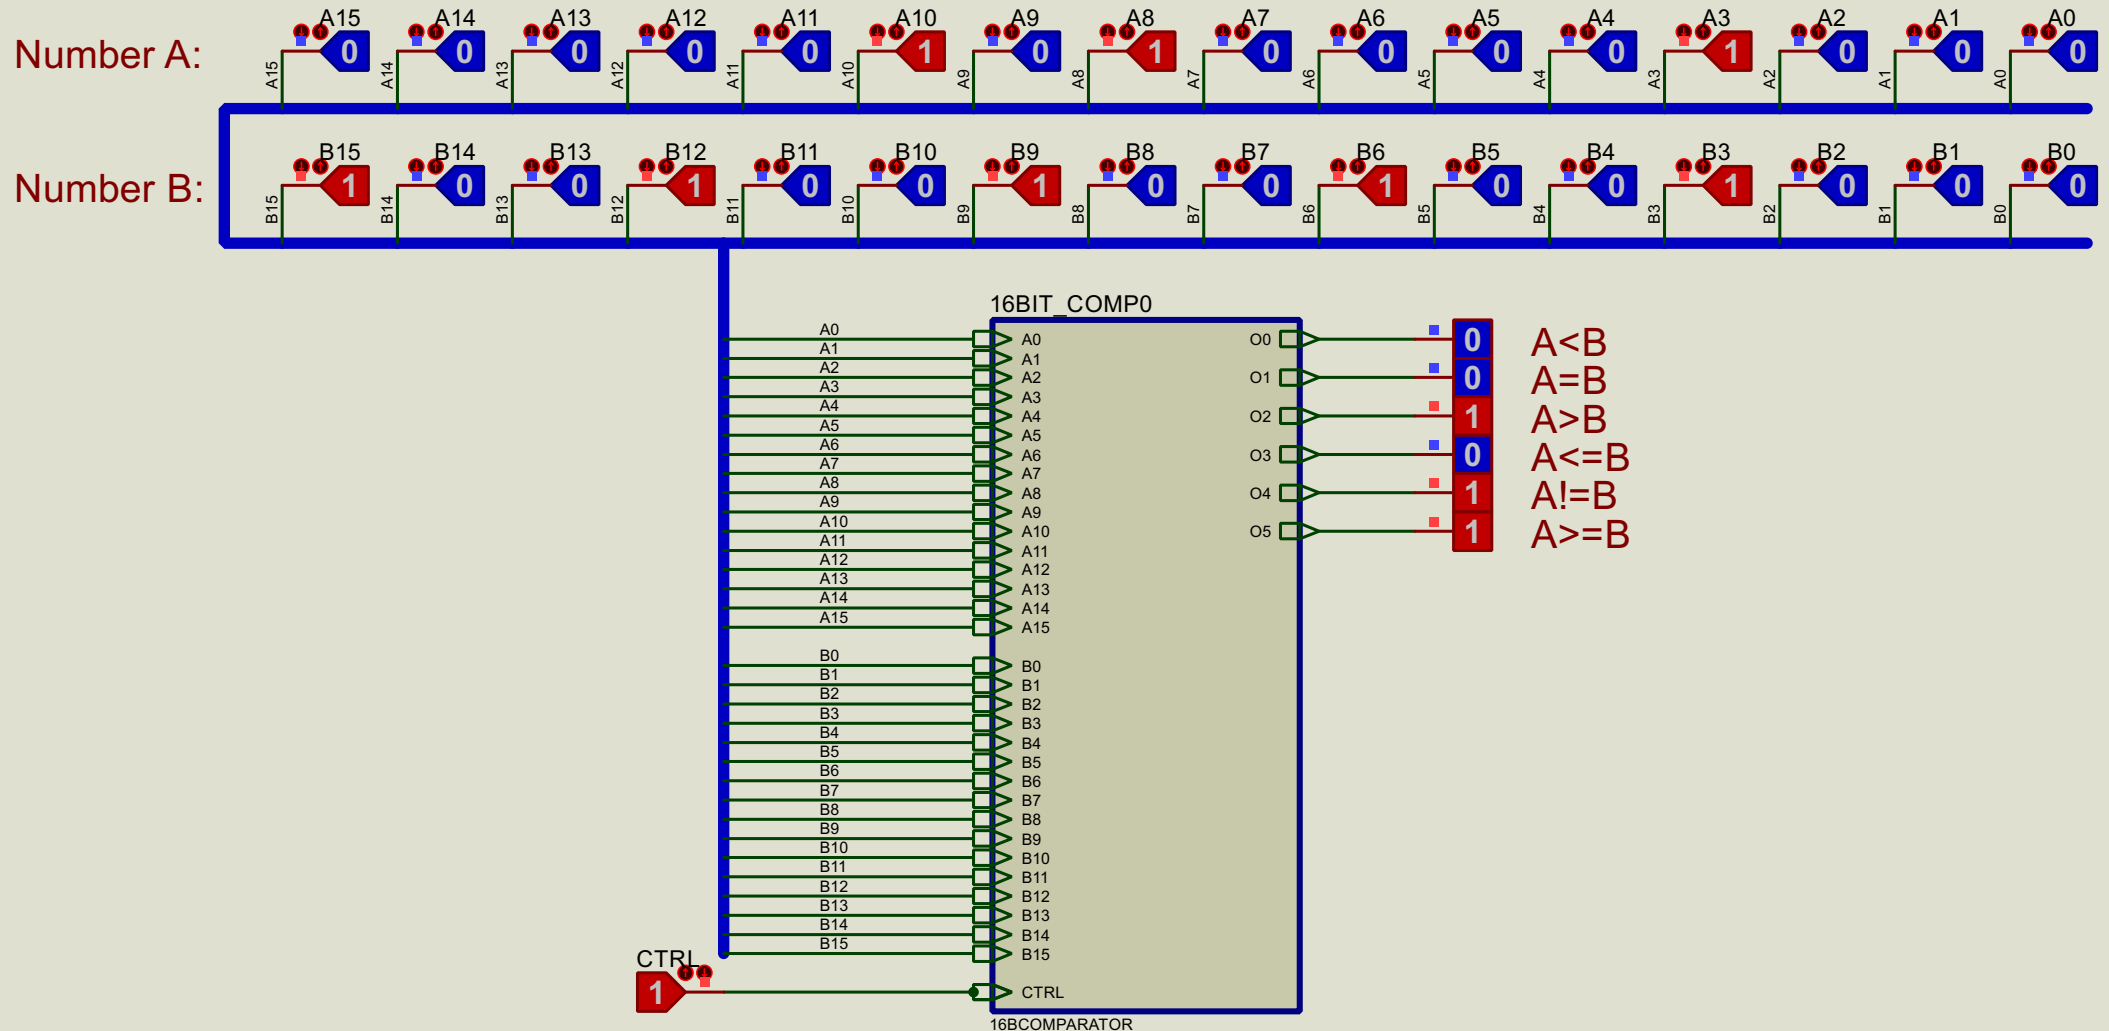 A15 A14 A13 A12 A11 A10 A9 A8 A7 A6 A5 A4 A3 A2 A1 A0
Number A: 0 0 0 0 0 1 0 1 0 0 0 0 1 0 0 0
A15 A14 A13 A12 A11 A10 A9 A8 A7 A6 A5 A4 A3 A2 A1 A0
B15 B14 B13 B12 B11 B10 B9 B8 B7 B6 B5 B4 B3 B2 B1 B0
Number B: 1 0 0 1 0 0 1 0 0 1 0 0 1 0 0 0
B15 B14 B13 B12 B11 B10 B9 B8 B7 B6 B5 B4 B3 B2 B1 B0
16BIT_COMP0
A0 A0 O0 0 A<B
A1 A1
A2 A2 O1 0 A=B
A3 A3
A4 A4 O2 1 A>B
A5 A5
A6 A6 O3 0 A<=B
A7 A7
A8 A8 O4 1 A!=B
A9 A9
A10 A10 O5 1 A>=B
A11 A11
A12 A12
A13 A13
A14 A14
A15 A15
B0 B0
B1 B1
B2 B2
B3 B3
B4 B4
B5 B5
B6 B6
B7 B7
B8 B8
B9 B9
B10 B10
B11 B11
B12 B12
B13 B13
B14 B14
B15 B15
CTRL
1 CTRL
16BCOMPARATOR